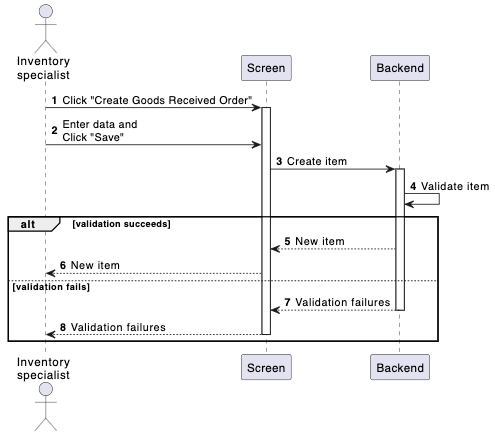 Inventory
specialist
Screen
Backend
1 Click "Create Goods Received Order"
2 Enter data and
Click "Save"
3 Create item
4 Validate item
alt [validation succeeds]
5 New item
6 New item
[validation fails]
7 Validation failures
8 Validation failures
Inventory
specialist
Screen
Backend